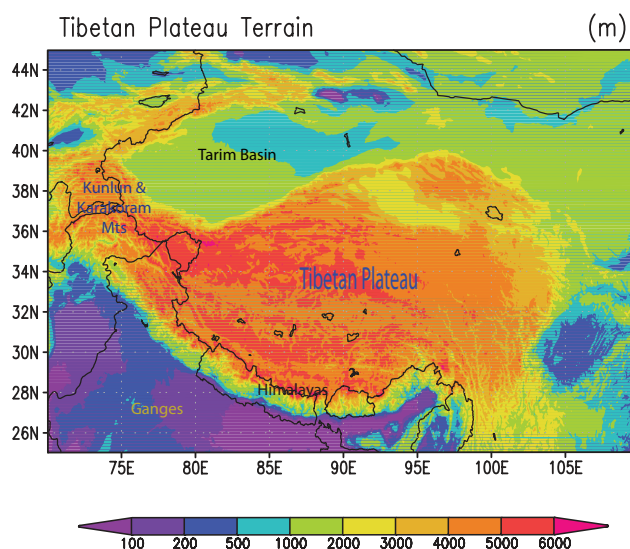 Tibetan Plateau Terrain (m)
44N
42N
40N
38N
36N
34N
32N
30N
28N
26N
Tarim Basin
Kunlun &
Karakoram
Mts
Tibetan Plateau
Himalayas
Ganges
75E 80E 85E 90E 95E 100E 105E
100 200 500 1000 2000 3000 4000 5000 6000